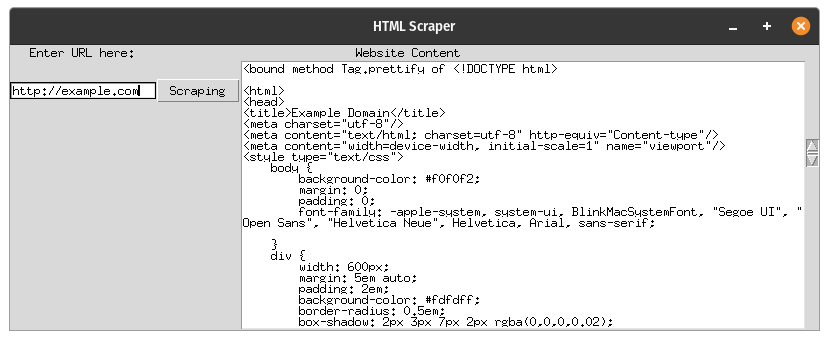 HTML Scraper
Enter URL here:
Website Content
http://example.com
Scraping
<bound method Tag.prettify of <!DOCTYPE html>
<html>
<head>
<title>Example Domain</title>
<meta charset="utf-8"/>
<meta content="text/html; charset=utf-8" http-equiv="Content-type"/>
<meta content="width=device-width, initial-scale=1" name="viewport"/>
<style type="text/css">
body {
background-color: #f0f0f2;
margin: 0;
padding: 0;
font-family: -apple-system, system-ui, BlinkMacSystemFont, "Segoe UI", "
Open Sans", "Helvetica Neue", Helvetica, Arial, sans-serif;
}
div {
width: 600px;
margin: 5em auto;
padding: 2em;
background-color: #fdfdff;
border-radius: 0.5em;
box-shadow: 2px 3px 7px 2px rgba(0,0,0,0.02);